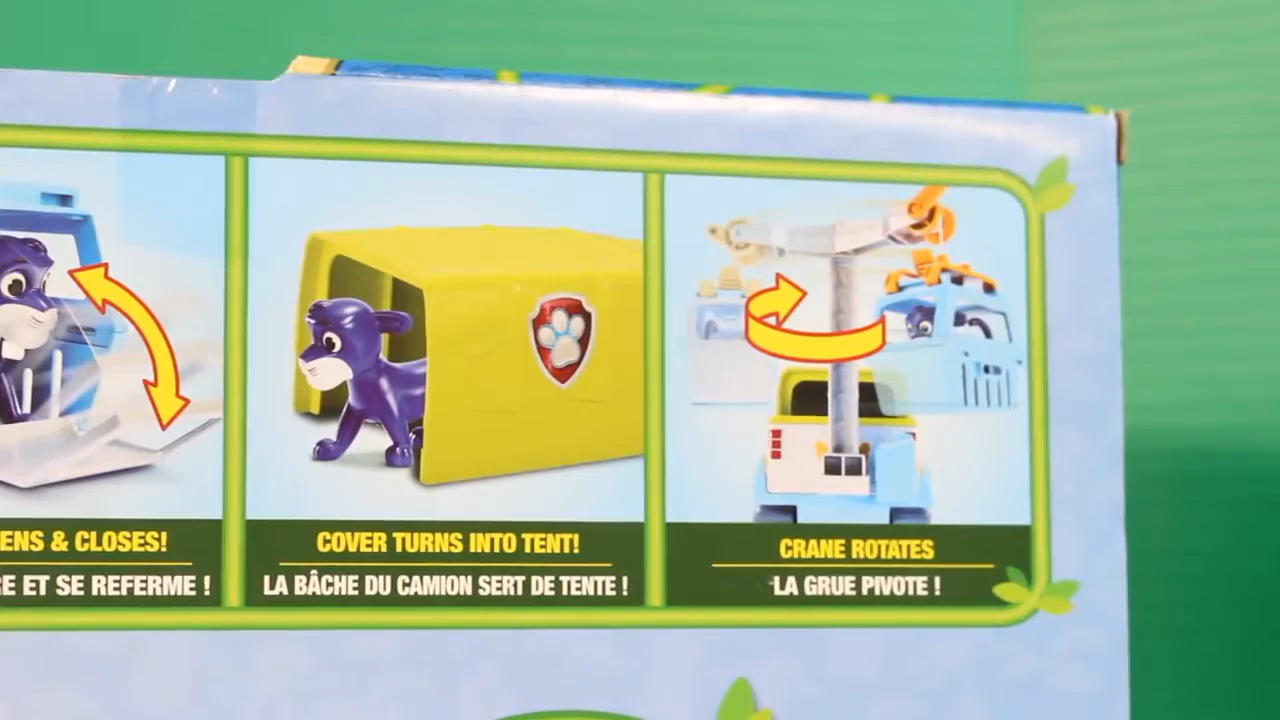 ENS & CLOSES!
RE ET SE REFERME !
COVER TURNS INTO TENT!
LA BÂCHE DU CAMION SERT DE TENTE !
CRANE ROTATES
LA GRUE PIVOTE !